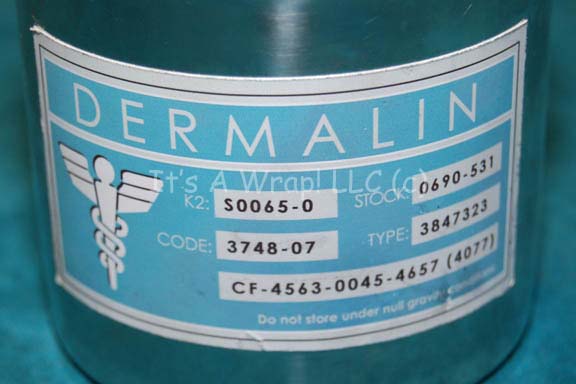 DERMALIN
It's A Wrap! LLC (c)
K2: S0065-0 STOCK: 0690-531
CODE: 3748-07 TYPE: 3847323
CF-4563-0045-4657 (4077)
Do not store under null gravity conditions